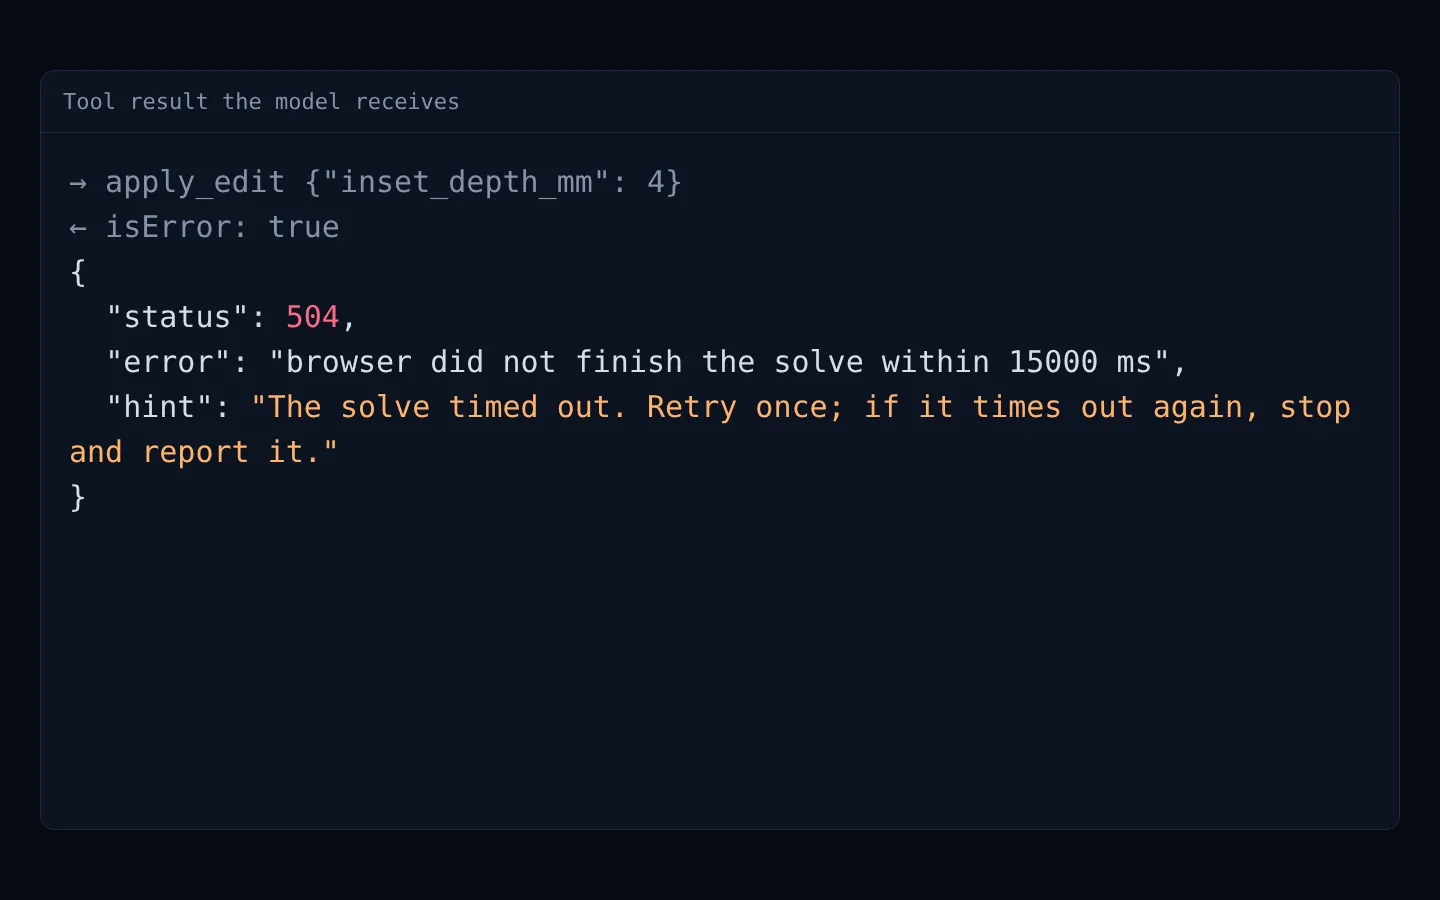 Tool result the model receives
→ apply_edit {"inset_depth_mm": 4}
← isError: true
{
  "status": 504,
  "error": "browser did not finish the solve within 15000 ms",
  "hint": "The solve timed out. Retry once; if it times out again, stop
and report it."
}